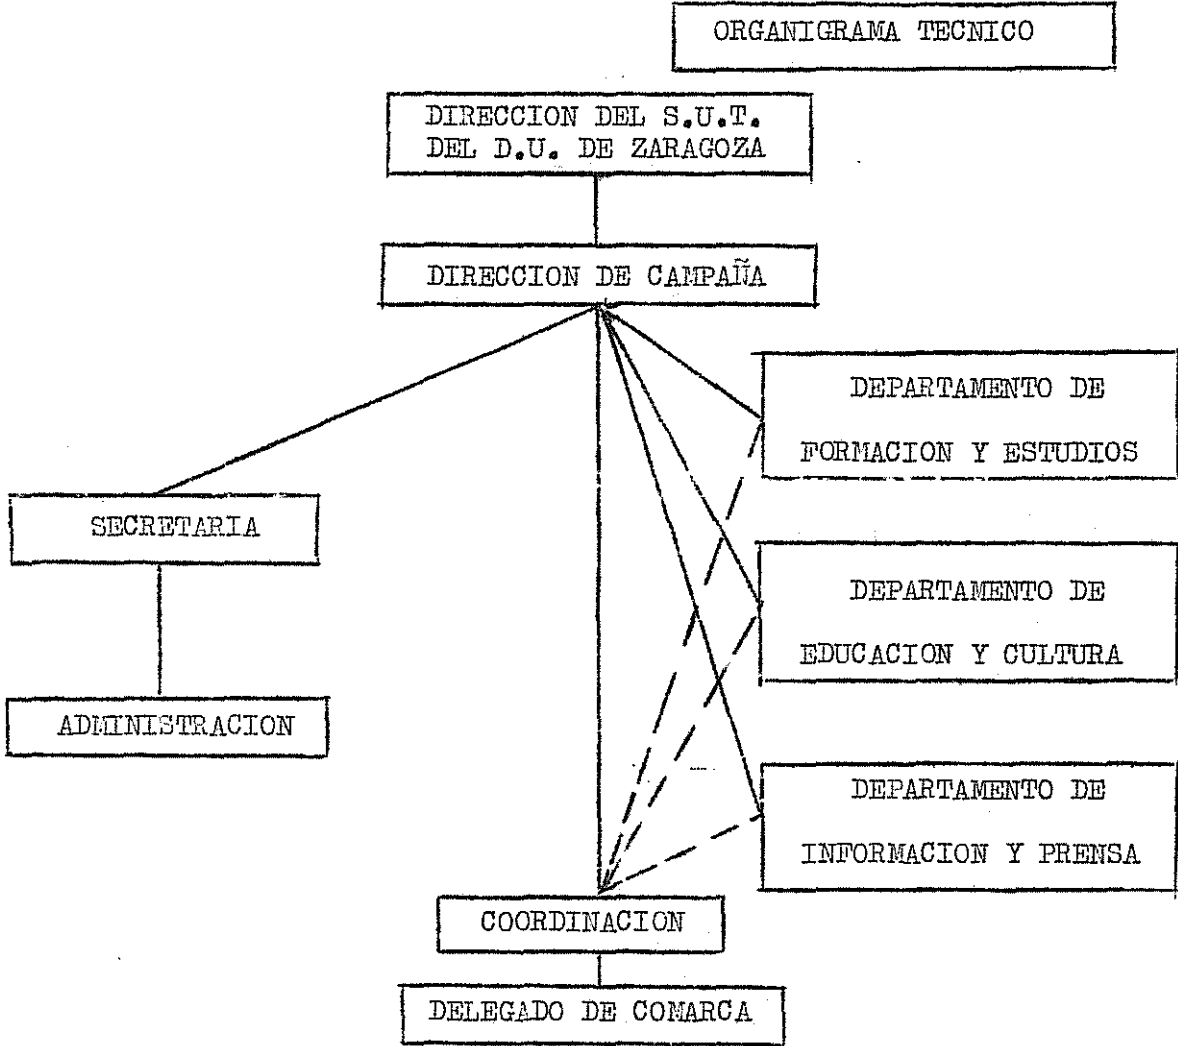 ORGANIGRAMA TECNICO
DIRECCION DEL S.U.T.
DEL D.U. DE ZARAGOZA
DIRECCION DE CAMPAÑA
DEPARTAMENTO DE
FORMACION Y ESTUDIOS
SECRETARIA
DEPARTAMENTO DE
EDUCACION Y CULTURA
ADMINISTRACION
DEPARTAMENTO DE
INFORMACION Y PRENSA
COORDINACION
DELEGADO DE COMARCA